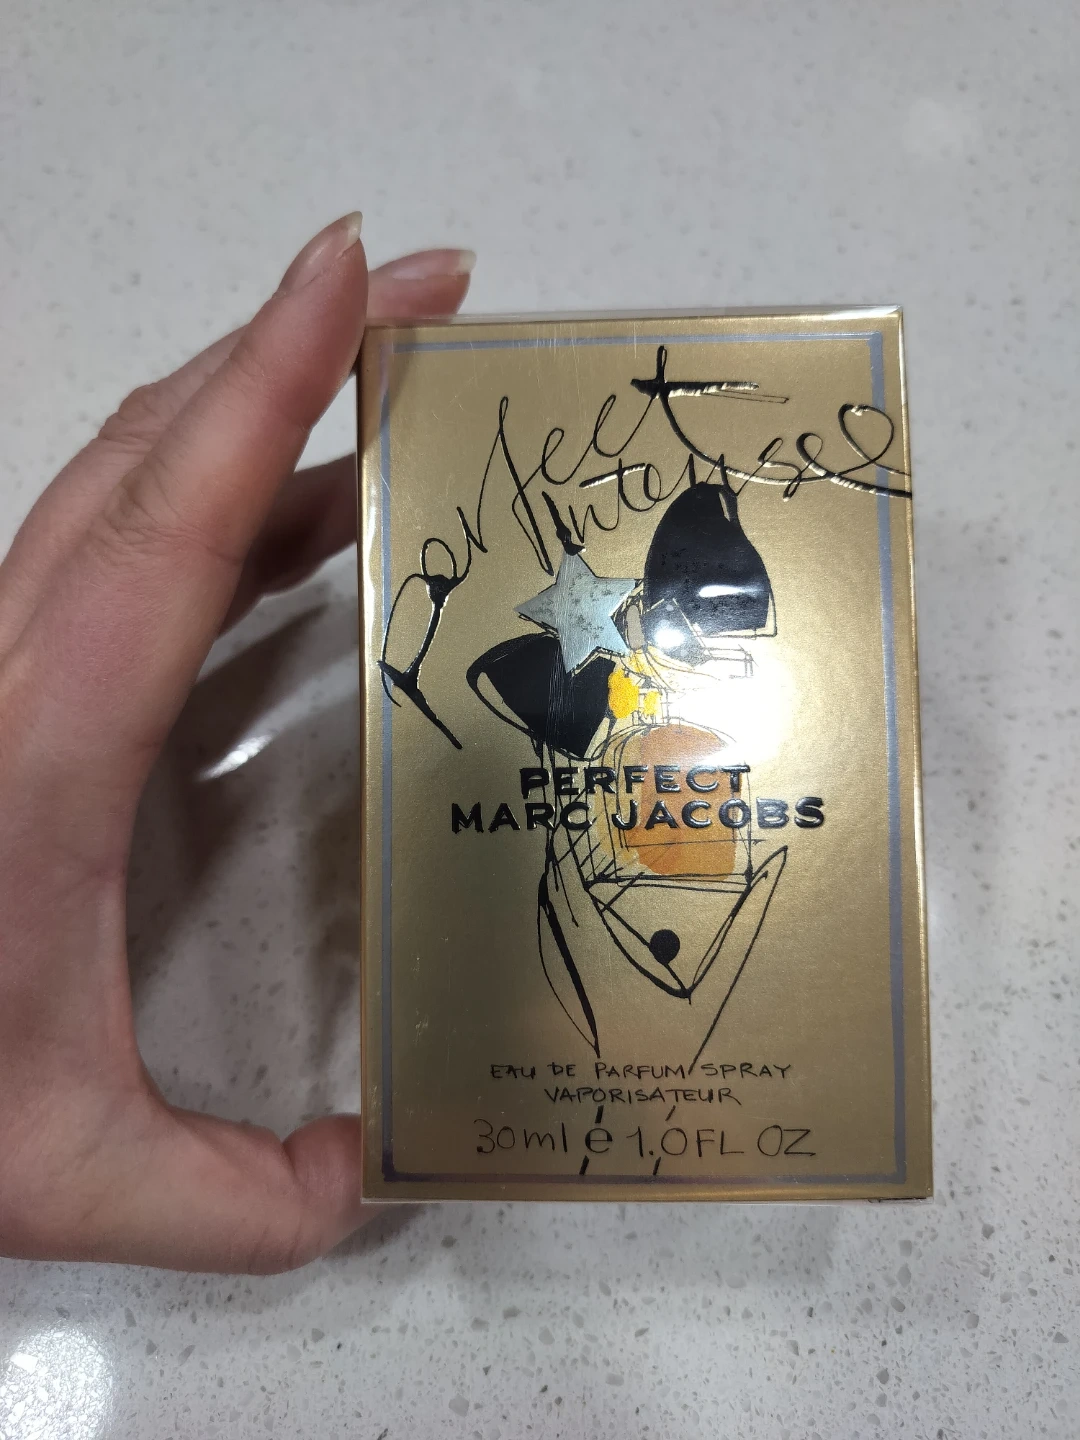 Perfect
Intense
PERFECT
MARC JACOBS
EAU DE PARFUM SPRAY
VAPORISATEUR
30ml e 1.0FL OZ